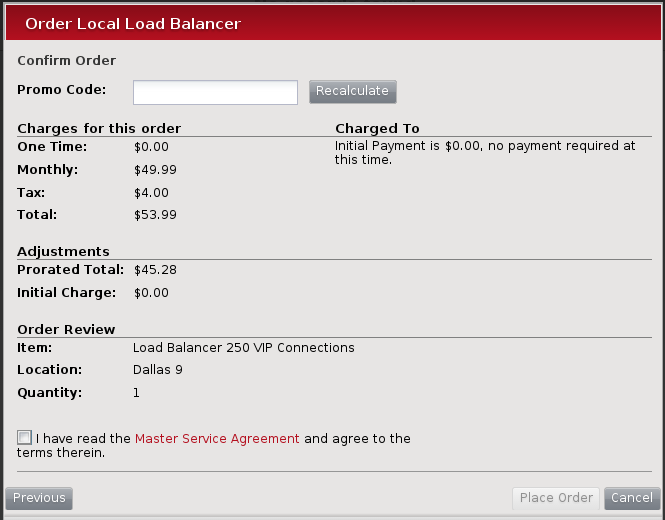 Order Local Load Balancer
Confirm Order
Promo Code:
Recalculate
Charges for this order
Charged To
One Time: $0.00
Initial Payment is $0.00, no payment required at
this time.
Monthly: $49.99
Tax: $4.00
Total: $53.99
Adjustments
Prorated Total: $45.28
Initial Charge: $0.00
Order Review
Item: Load Balancer 250 VIP Connections
Location: Dallas 9
Quantity: 1
I have read the Master Service Agreement and agree to the
terms therein.
Previous
Place Order
Cancel